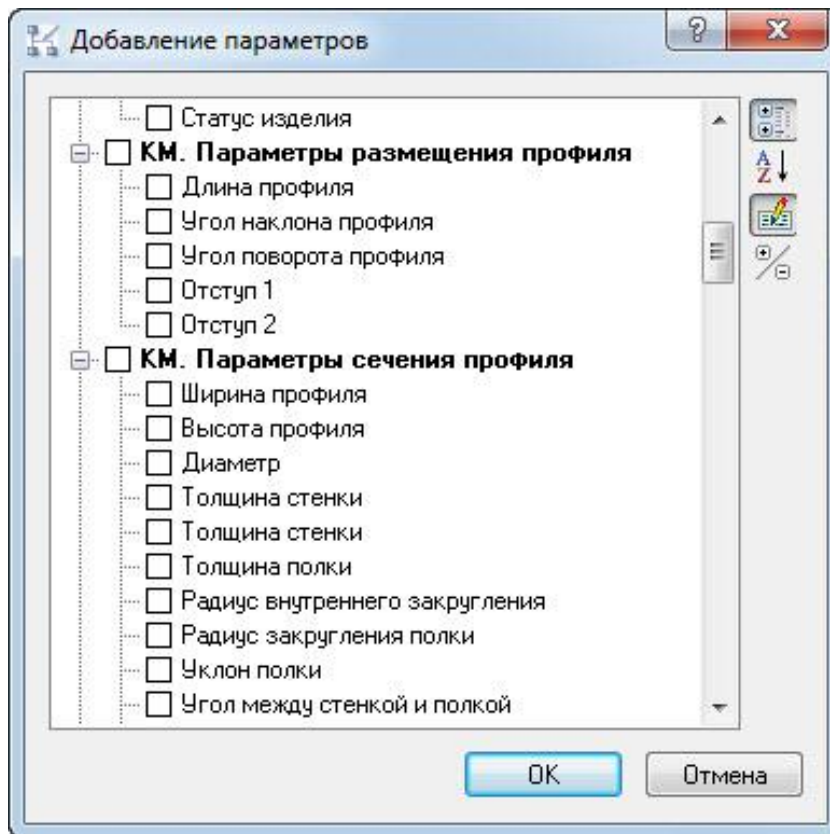 Добавление параметров
Статус изделия
КМ. Параметры размещения профиля
Длина профиля
Угол наклона профиля
Угол поворота профиля
Отступ 1
Отступ 2
КМ. Параметры сечения профиля
Ширина профиля
Высота профиля
Диаметр
Толщина стенки
Толщина стенки
Толщина полки
Радиус внутреннего закругления
Радиус закругления полки
Уклон полки
Угол между стенкой и полкой
ОК
Отмена